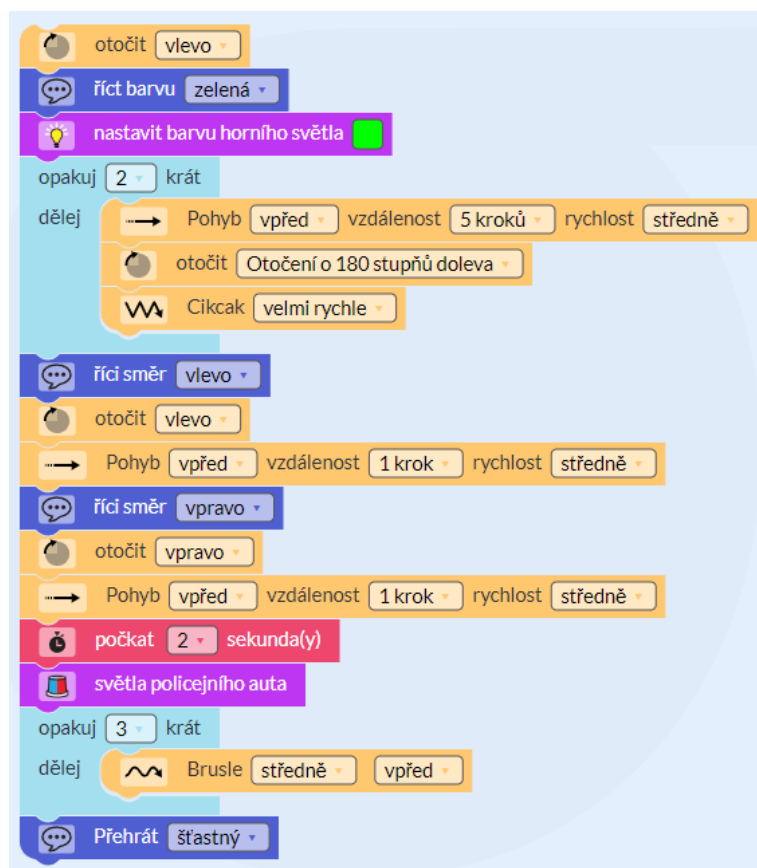 otočit vlevo
říct barvu zelená
nastavit barvu horního světla
opakuj 2 krát
dělej Pohyb vpřed vzdálenost 5 kroků rychlost středně
otočit Otočení o 180 stupňů doleva
Cikcak velmi rychle
říci směr vlevo
otočit vlevo
Pohyb vpřed vzdálenost 1 krok rychlost středně
říci směr vpravo
otočit vpravo
Pohyb vpřed vzdálenost 1 krok rychlost středně
počkat 2 sekunda(y)
světla policejního auta
opakuj 3 krát
dělej Brusle středně vpřed
Přehrát šťastný